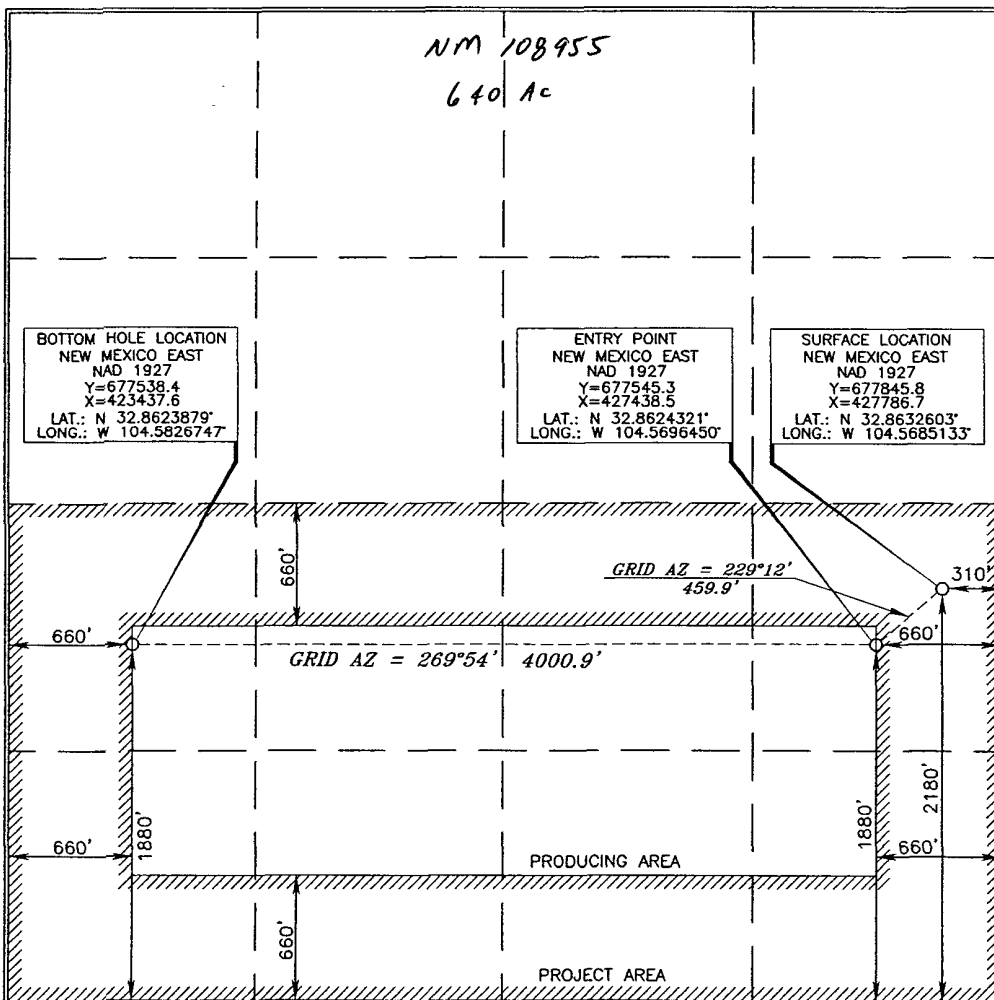 NM 108955
640 Ac
BOTTOM HOLE LOCATION
NEW MEXICO EAST
NAD 1927
Y=677538.4
X=423437.6
LAT.: N 32.8623879°
LONG.: W 104.5826747°
ENTRY POINT
NEW MEXICO EAST
NAD 1927
Y=677545.3
X=427438.5
LAT.: N 32.8624321°
LONG.: W 104.5696450°
SURFACE LOCATION
NEW MEXICO EAST
NAD 1927
Y=677845.8
X=427786.7
LAT.: N 32.8632603°
LONG.: W 104.5685133°
660'
GRID AZ = 229°12'
459.9'
310'
660'
660'
GRID AZ = 269°54' 4000.9'
1880'
1880'
2180'
660'
660'
PRODUCING AREA
660'
PROJECT AREA